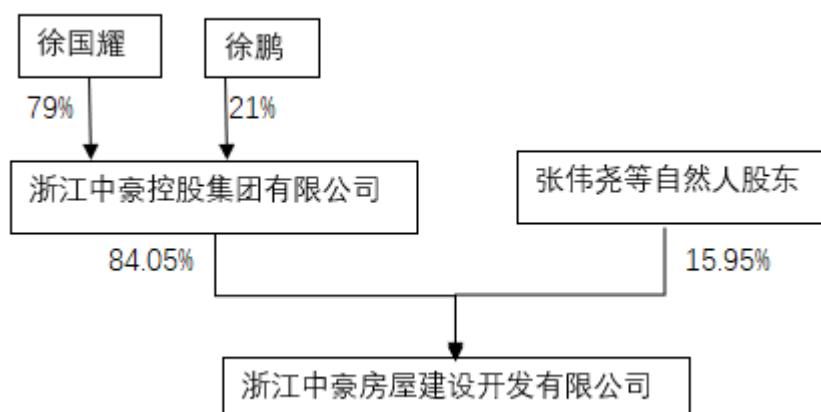 徐国耀
徐鹏
79%
21%
浙江中豪控股集团有限公司
张伟尧等自然人股东
84.05%
15.95%
浙江中豪房屋建设开发有限公司